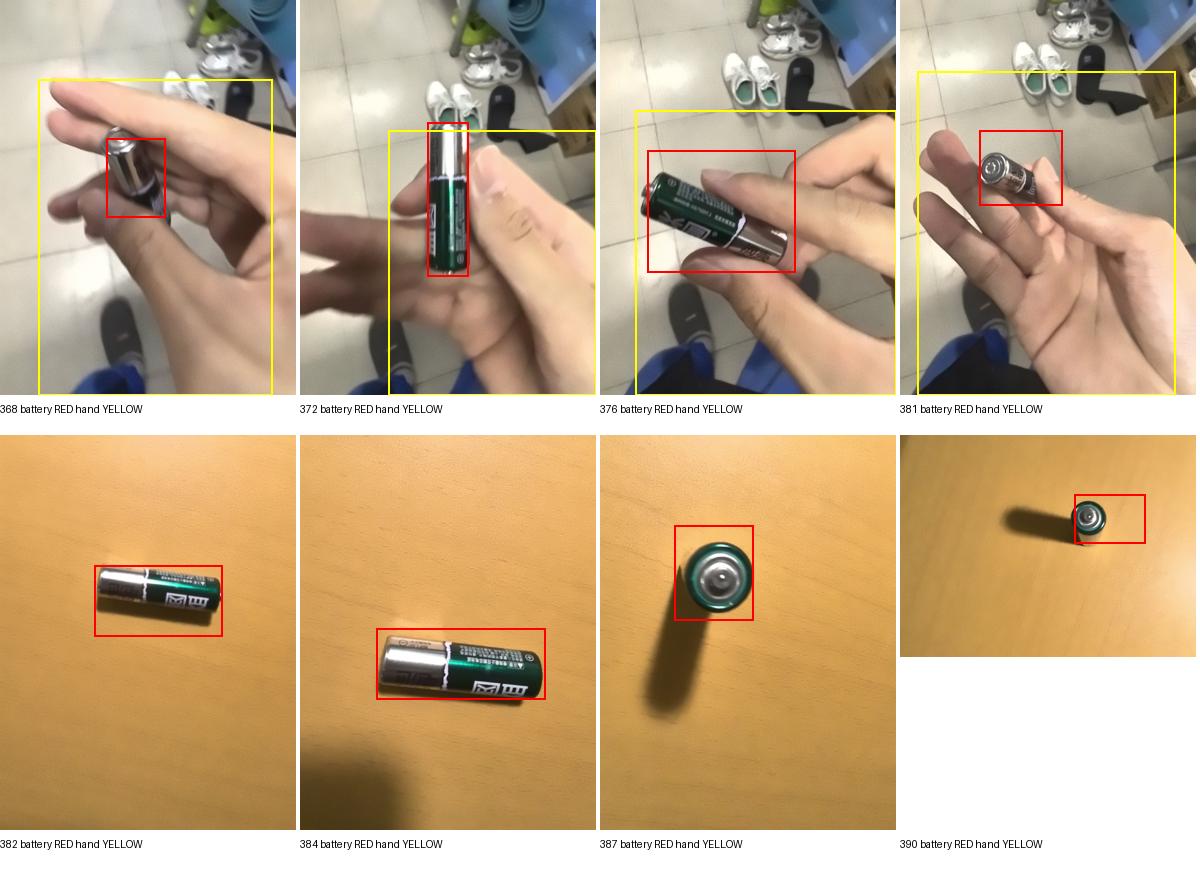 368 battery RED hand YELLOW
372 battery RED hand YELLOW
376 battery RED hand YELLOW
381 battery RED hand YELLOW
382 battery RED hand YELLOW
384 battery RED hand YELLOW
387 battery RED hand YELLOW
390 battery RED hand YELLOW